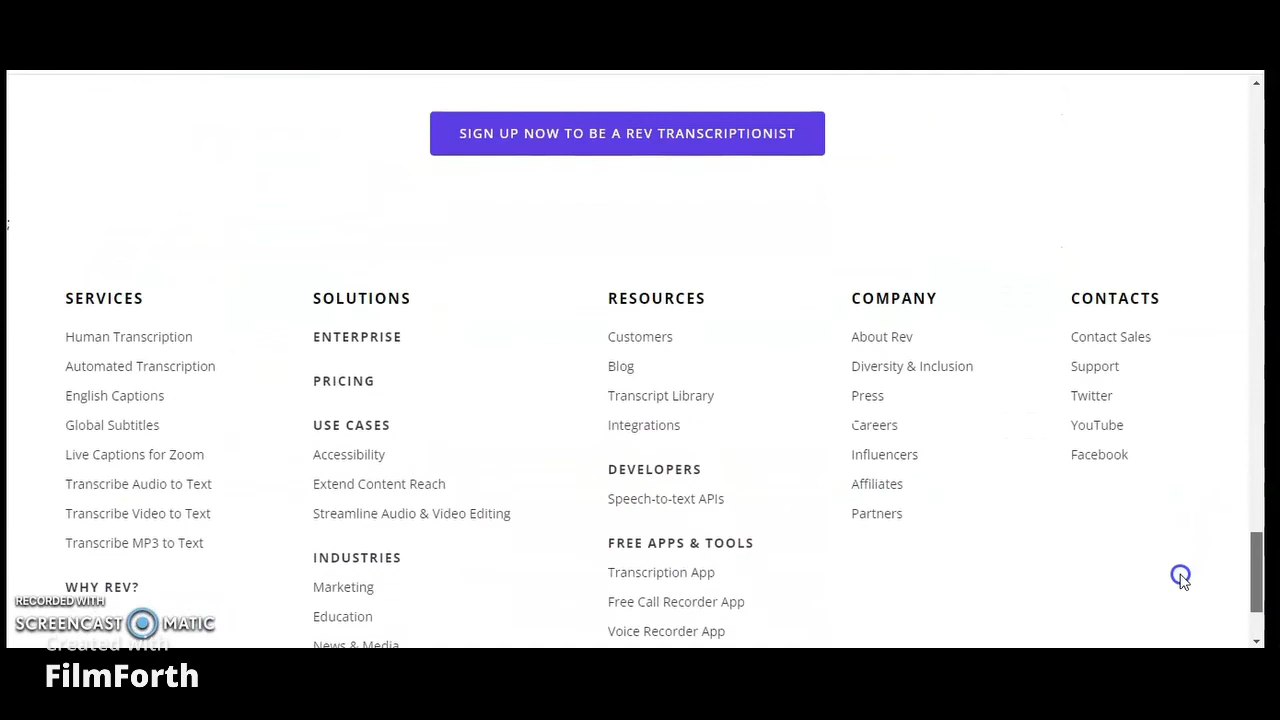 SIGN UP NOW TO BE A REV TRANSCRIPTIONIST
;
SERVICES
Human Transcription
Automated Transcription
English Captions
Global Subtitles
Live Captions for Zoom
Transcribe Audio to Text
Transcribe Video to Text
Transcribe MP3 to Text
WHY REV?
SOLUTIONS
ENTERPRISE
PRICING
USE CASES
Accessibility
Extend Content Reach
Streamline Audio & Video Editing
INDUSTRIES
Marketing
Education
News & Media
RESOURCES
Customers
Blog
Transcript Library
Integrations
DEVELOPERS
Speech-to-text APIs
FREE APPS & TOOLS
Transcription App
Free Call Recorder App
Voice Recorder App
COMPANY
About Rev
Diversity & Inclusion
Press
Careers
Influencers
Affiliates
Partners
CONTACTS
Contact Sales
Support
Twitter
YouTube
Facebook
RECORDED WITH
SCREENCAST MATIC
Created with
FilmForth